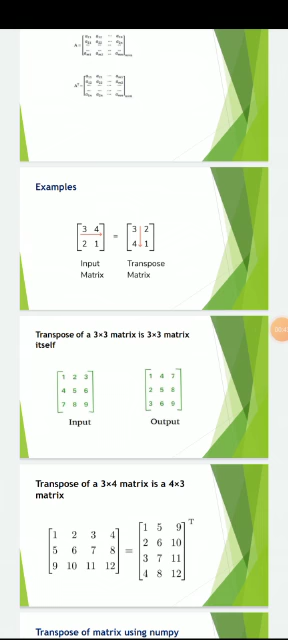 Examples
3 4
2 1
=
3 2
4 1
Input
Matrix
Transpose
Matrix
Transpose of a 3×3 matrix is 3×3 matrix
itself
1 2 3
4 5 6
7 8 9
Input
1 4 7
2 5 8
3 6 9
Output
Transpose of a 3×4 matrix is a 4×3
matrix
1 2 3 4
5 6 7 8
9 10 11 12
=
1 5 9
2 6 10
3 7 11
4 8 12
T
Transpose of matrix using numpy